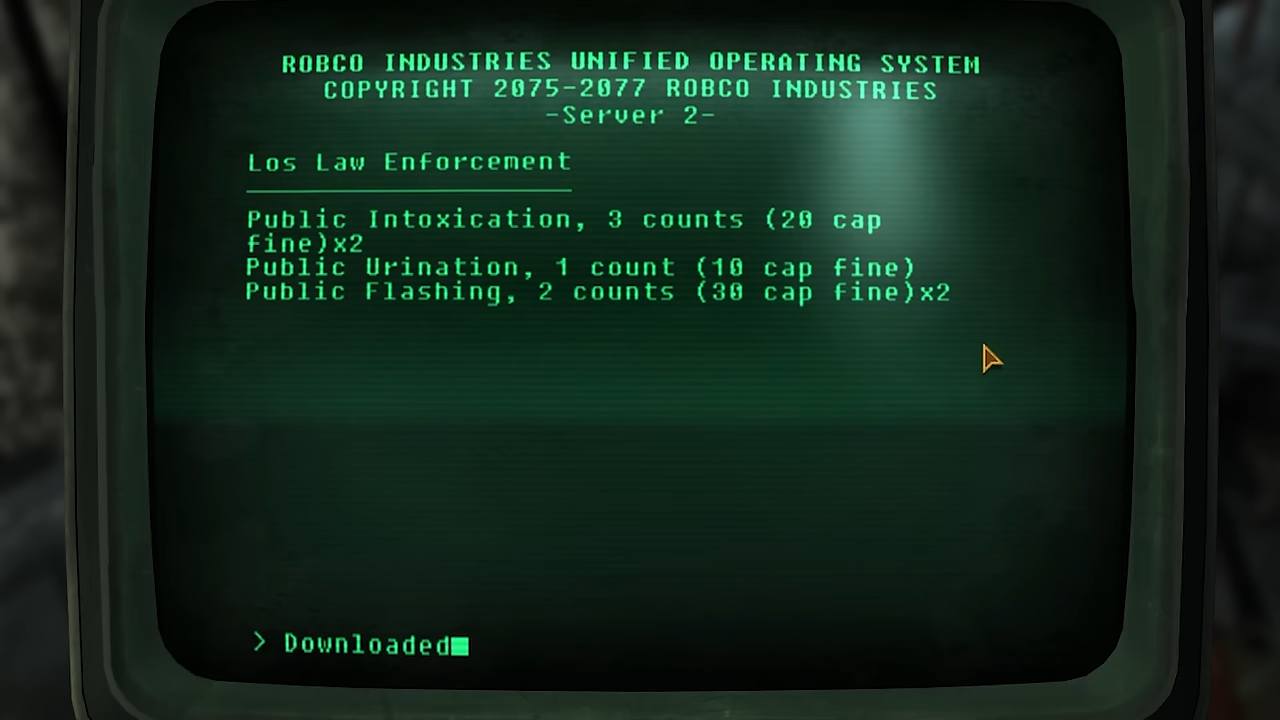 ROBCO INDUSTRIES UNIFIED OPERATING SYSTEM
COPYRIGHT 2075-2077 ROBCO INDUSTRIES
-Server 2-
Los Law Enforcement
Public Intoxication, 3 counts (20 cap
fine)x2
Public Urination, 1 count (10 cap fine)
Public Flashing, 2 counts (30 cap fine)x2
> Downloaded